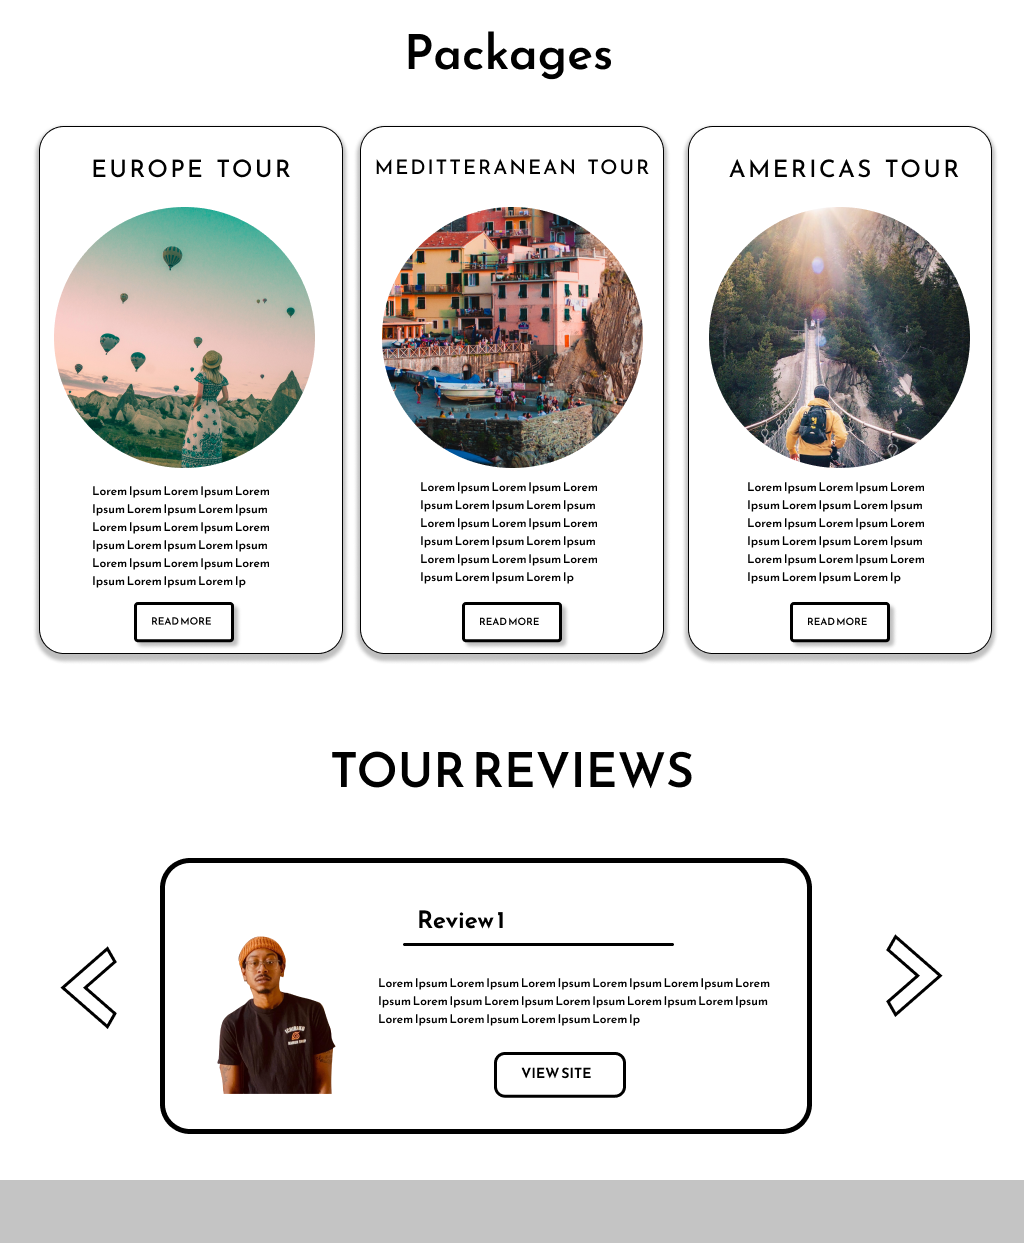 Packages
EUROPE TOUR
Lorem Ipsum Lorem Ipsum Lorem
Ipsum Lorem Ipsum Lorem Ipsum
Lorem Ipsum Lorem Ipsum Lorem
Ipsum Lorem Ipsum Lorem Ipsum
Lorem Ipsum Lorem Ipsum Lorem
Ipsum Lorem Ipsum Lorem Ip
READ MORE
MEDITTERANEAN TOUR
Lorem Ipsum Lorem Ipsum Lorem
Ipsum Lorem Ipsum Lorem Ipsum
Lorem Ipsum Lorem Ipsum Lorem
Ipsum Lorem Ipsum Lorem Ipsum
Lorem Ipsum Lorem Ipsum Lorem
Ipsum Lorem Ipsum Lorem Ip
READ MORE
AMERICAS TOUR
Lorem Ipsum Lorem Ipsum Lorem
Ipsum Lorem Ipsum Lorem Ipsum
Lorem Ipsum Lorem Ipsum Lorem
Ipsum Lorem Ipsum Lorem Ipsum
Lorem Ipsum Lorem Ipsum Lorem
Ipsum Lorem Ipsum Lorem Ip
READ MORE
TOUR REVIEWS
Review 1
Lorem Ipsum Lorem Ipsum Lorem Ipsum Lorem Ipsum Lorem Ipsum Lorem
Ipsum Lorem Ipsum Lorem Ipsum Lorem Ipsum Lorem Ipsum Lorem Ipsum
Lorem Ipsum Lorem Ipsum Lorem Ipsum Lorem Ip
VIEW SITE